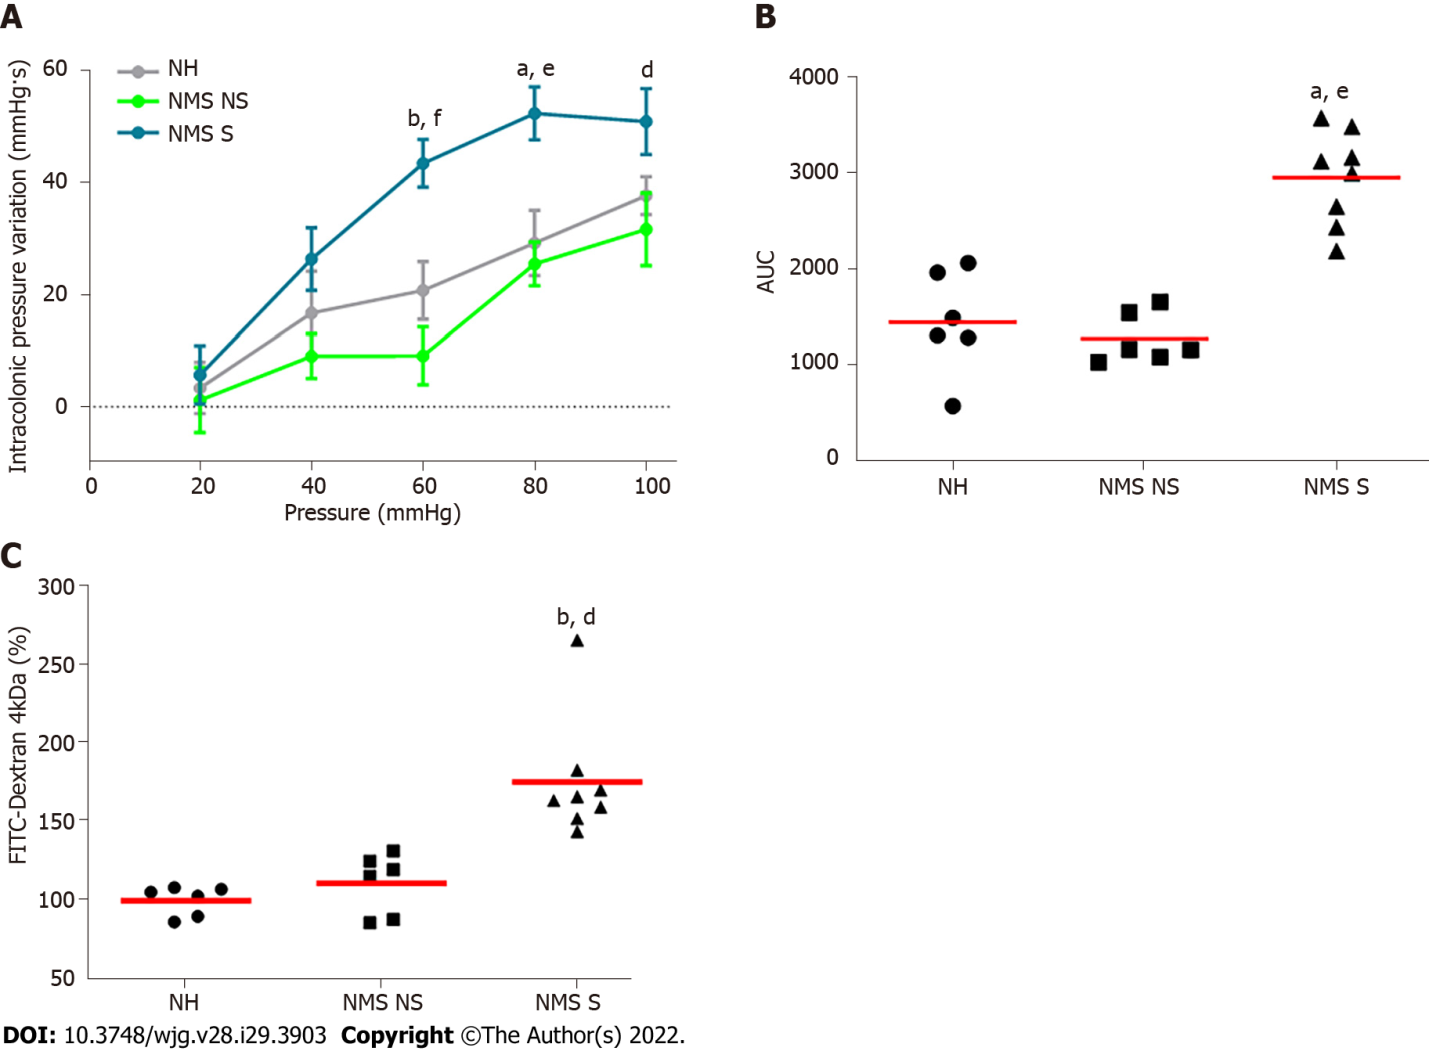 A
NH
NMS NS
NMS S
60
40
20
0
a, e
d
b, f
Intracolonic pressure variation (mmHg·s)
0 20 40 60 80 100
Pressure (mmHg)
B
4000
3000
2000
1000
0
a, e
AUC
NH NMS NS NMS S
C
300
250
200
150
100
50
b, d
FITC-Dextran 4kDa (%)
NH NMS NS NMS S
DOI: 10.3748/wjg.v28.i29.3903 Copyright ©The Author(s) 2022.